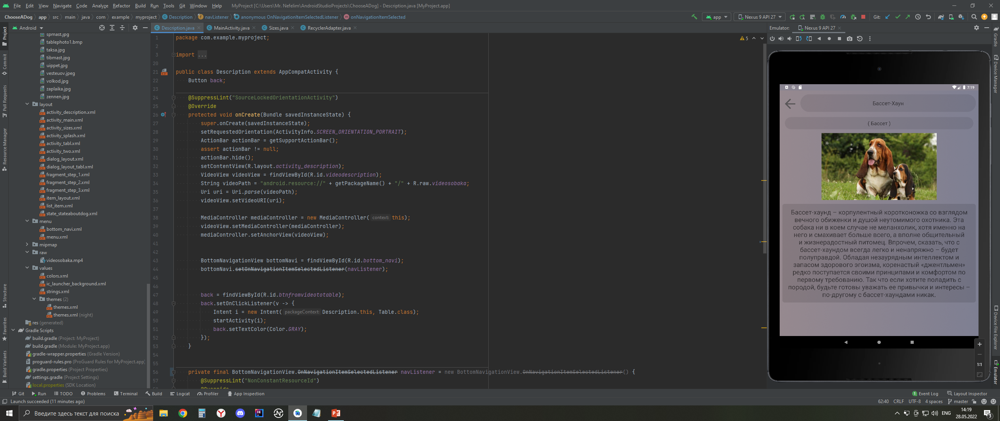 File Edit View Navigate Code Analyze Refactor Build Run Tools Git Window Help MyProject [C:\Users\Mr. Nefelim\AndroidStudioProjects\ChooseADog] - Description.java [MyProject.app]
ChooseADog app src main java com example myproject Description navListener anonymous OnNavigationItemSelectedListener onNavigationItemSelected app Nexus 9 API 27 Git:
Android Description.java MainActivity.java Sizes.java RecyclerAdapter.java Emulator: Nexus 9 API 27
Project
Commit
Pull Requests
Resource Manager
Structure
Favorites
Build Variants
spmast.jpg
tablephoto1.bmp
taksa.jpg
tibmast.jpg
uippet.jpg
vesteuov.jpeg
volkod.jpg
zaplaika.jpg
zennen.jpg
layout
activity_description.xml
activity_main.xml
activity_sizes.xml
activity_splash.xml
activity_tabl.xml
activity_two.xml
dialog_layout.xml
dialog_layout_tabl.xml
fragment_step_1.xml
fragment_step_2.xml
fragment_step_3.xml
item_layout.xml
list_item.xml
state_stateaboutdog.xml
menu
bottom_navi.xml
menu.xml
mipmap
raw
videosobaka.mp4
values
colors.xml
ic_launcher_background.xml
strings.xml
themes (2)
themes.xml
themes.xml (night)
res (generated)
Gradle Scripts
build.gradle (Project: MyProject)
build.gradle (Module: MyProject.app)
gradle-wrapper.properties (Gradle Version)
proguard-rules.pro (ProGuard Rules for MyProject.app)
gradle.properties (Project Properties)
settings.gradle (Project Settings)
local.properties (SDK Location)
5
1 package com.example.myproject;
2
3 import ...
20
21 public class Description extends AppCompatActivity {
22 Button back;
23
24 @SuppressLint("SourceLockedOrientationActivity")
25 @Override
26 protected void onCreate(Bundle savedInstanceState) {
27 super.onCreate(savedInstanceState);
28 setRequestedOrientation(ActivityInfo.SCREEN_ORIENTATION_PORTRAIT);
29 ActionBar actionBar = getSupportActionBar();
30 assert actionBar != null;
31 actionBar.hide();
32 setContentView(R.layout.activity_description);
33 VideoView videoView = findViewById(R.id.videodescription);
34 String videoPath = "android.resource://" + getPackageName() + "/" + R.raw.videosobaka;
35 Uri uri = Uri.parse(videoPath);
36 videoView.setVideoURI(uri);
37
38 MediaController mediaController = new MediaController( context: this);
39 videoView.setMediaController(mediaController);
40 mediaController.setAnchorView(videoView);
41
42
43 BottomNavigationView bottomNavi = findViewById(R.id.bottom_navi);
44 bottomNavi.setOnNavigationItemSelectedListener(navListener);
45
46
47 back = findViewById(R.id.btnfromvideototable);
48 back.setOnClickListener(v -> {
49 Intent i = new Intent( packageContext: Description.this, Table.class);
50 startActivity(i);
51 back.setTextColor(Color.GRAY);
52 });
53 }
54
55
56 private final BottomNavigationView.OnNavigationItemSelectedListener navListener = new BottomNavigationView.OnNavigationItemSelectedListener() {
57 @SuppressLint("NonConstantResourceId")
58 @Override
7:19
Бассет-Хаун
( Бассет )
Бассет-хаунд – корпулентный коротконожка со взглядом
вечного обиженки и душой неутомимого охотника. Эта
собака ни в коем случае не меланхолик, хотя именно на
него и смахивает больше всего, а вполне общительный
и жизнерадостный питомец. Впрочем, сказать, что с
бассет-хаундом всегда легко и ненапряжно – будет
полуправдой. Обладая незаурядным интеллектом и
запасом здорового эгоизма, коренастый «джентльмен»
редко поступается своими принципами и комфортом по
первому требованию. Так что если хотите поладить с
породой, будьте готовы уважать ее привычки и интересы –
по-другому с бассет-хаундами никак.
1:1
Gradle
Device Manager
Device File Explorer
Emulator
Git Run TODO Problems Terminal Build Logcat Profiler App Inspection 1 Event Log Layout Inspector
Launch succeeded (11 minutes ago) 62:40 CRLF UTF-8 4 spaces master
Введите здесь текст для поиска ENG 14:19
28.05.2022 3